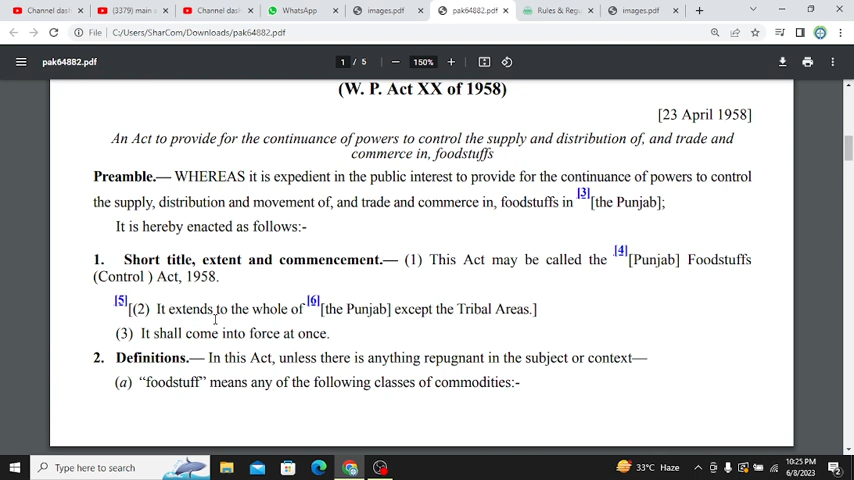 Channel dash
(3379) main a
Channel dash
WhatsApp
images.pdf
pak64882.pdf
Rules & Regu
images.pdf
File | C:/Users/SharCom/Downloads/pak64882.pdf
pak64882.pdf
1 / 5
150%
(W. P. Act XX of 1958)
[23 April 1958]
An Act to provide for the continuance of powers to control the supply and distribution of, and trade and
commerce in, foodstuffs
Preamble.— WHEREAS it is expedient in the public interest to provide for the continuance of powers to control
the supply, distribution and movement of, and trade and commerce in, foodstuffs in [3][the Punjab];
It is hereby enacted as follows:-
1. Short title, extent and commencement.— (1) This Act may be called the [4][Punjab] Foodstuffs
(Control ) Act, 1958.
[5][(2) It extends to the whole of [6][the Punjab] except the Tribal Areas.]
(3) It shall come into force at once.
2. Definitions.— In this Act, unless there is anything repugnant in the subject or context—
(a) “foodstuff” means any of the following classes of commodities:-
Type here to search
33°C Haze
10:25 PM
6/8/2023
2